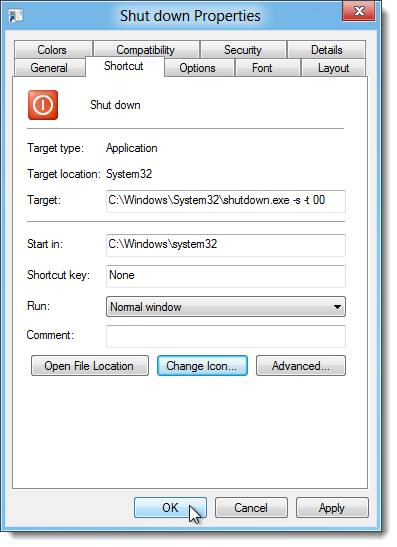 Shut down Properties
Colors Compatibility Security Details
General Shortcut Options Font Layout
Shut down
Target type: Application
Target location: System32
Target: C:\Windows\System32\shutdown.exe -s -t 00
Start in: C:\Windows\system32
Shortcut key: None
Run: Normal window
Comment:
Open File Location Change Icon... Advanced...
OK Cancel Apply